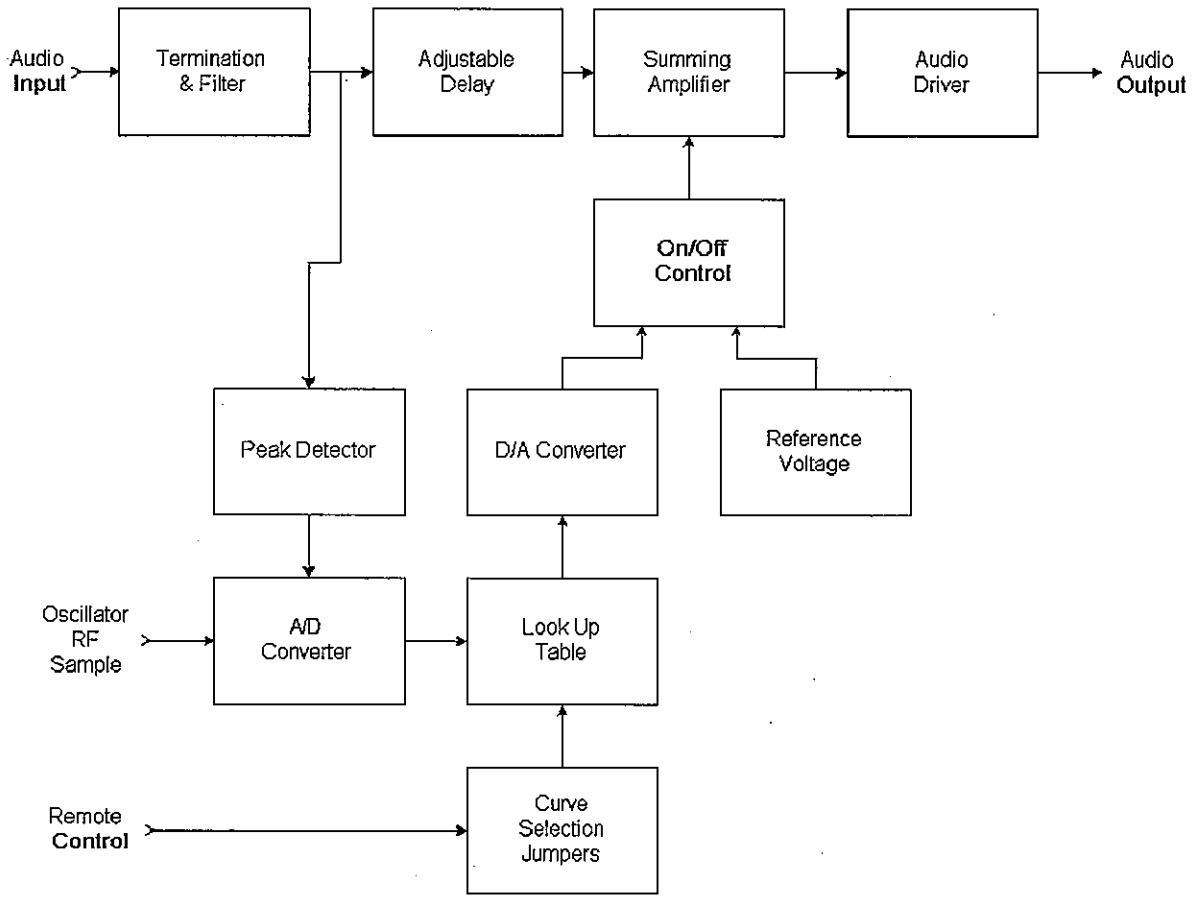 Audio
Input
Termination
& Filter
Adjustable
Delay
Summing
Amplifier
Audio
Driver
Audio
Output
On/Off
Control
Peak Detector
D/A Converter
Reference
Voltage
Oscillator
RF
Sample
A/D
Converter
Look Up
Table
Remote
Control
Curve
Selection
Jumpers